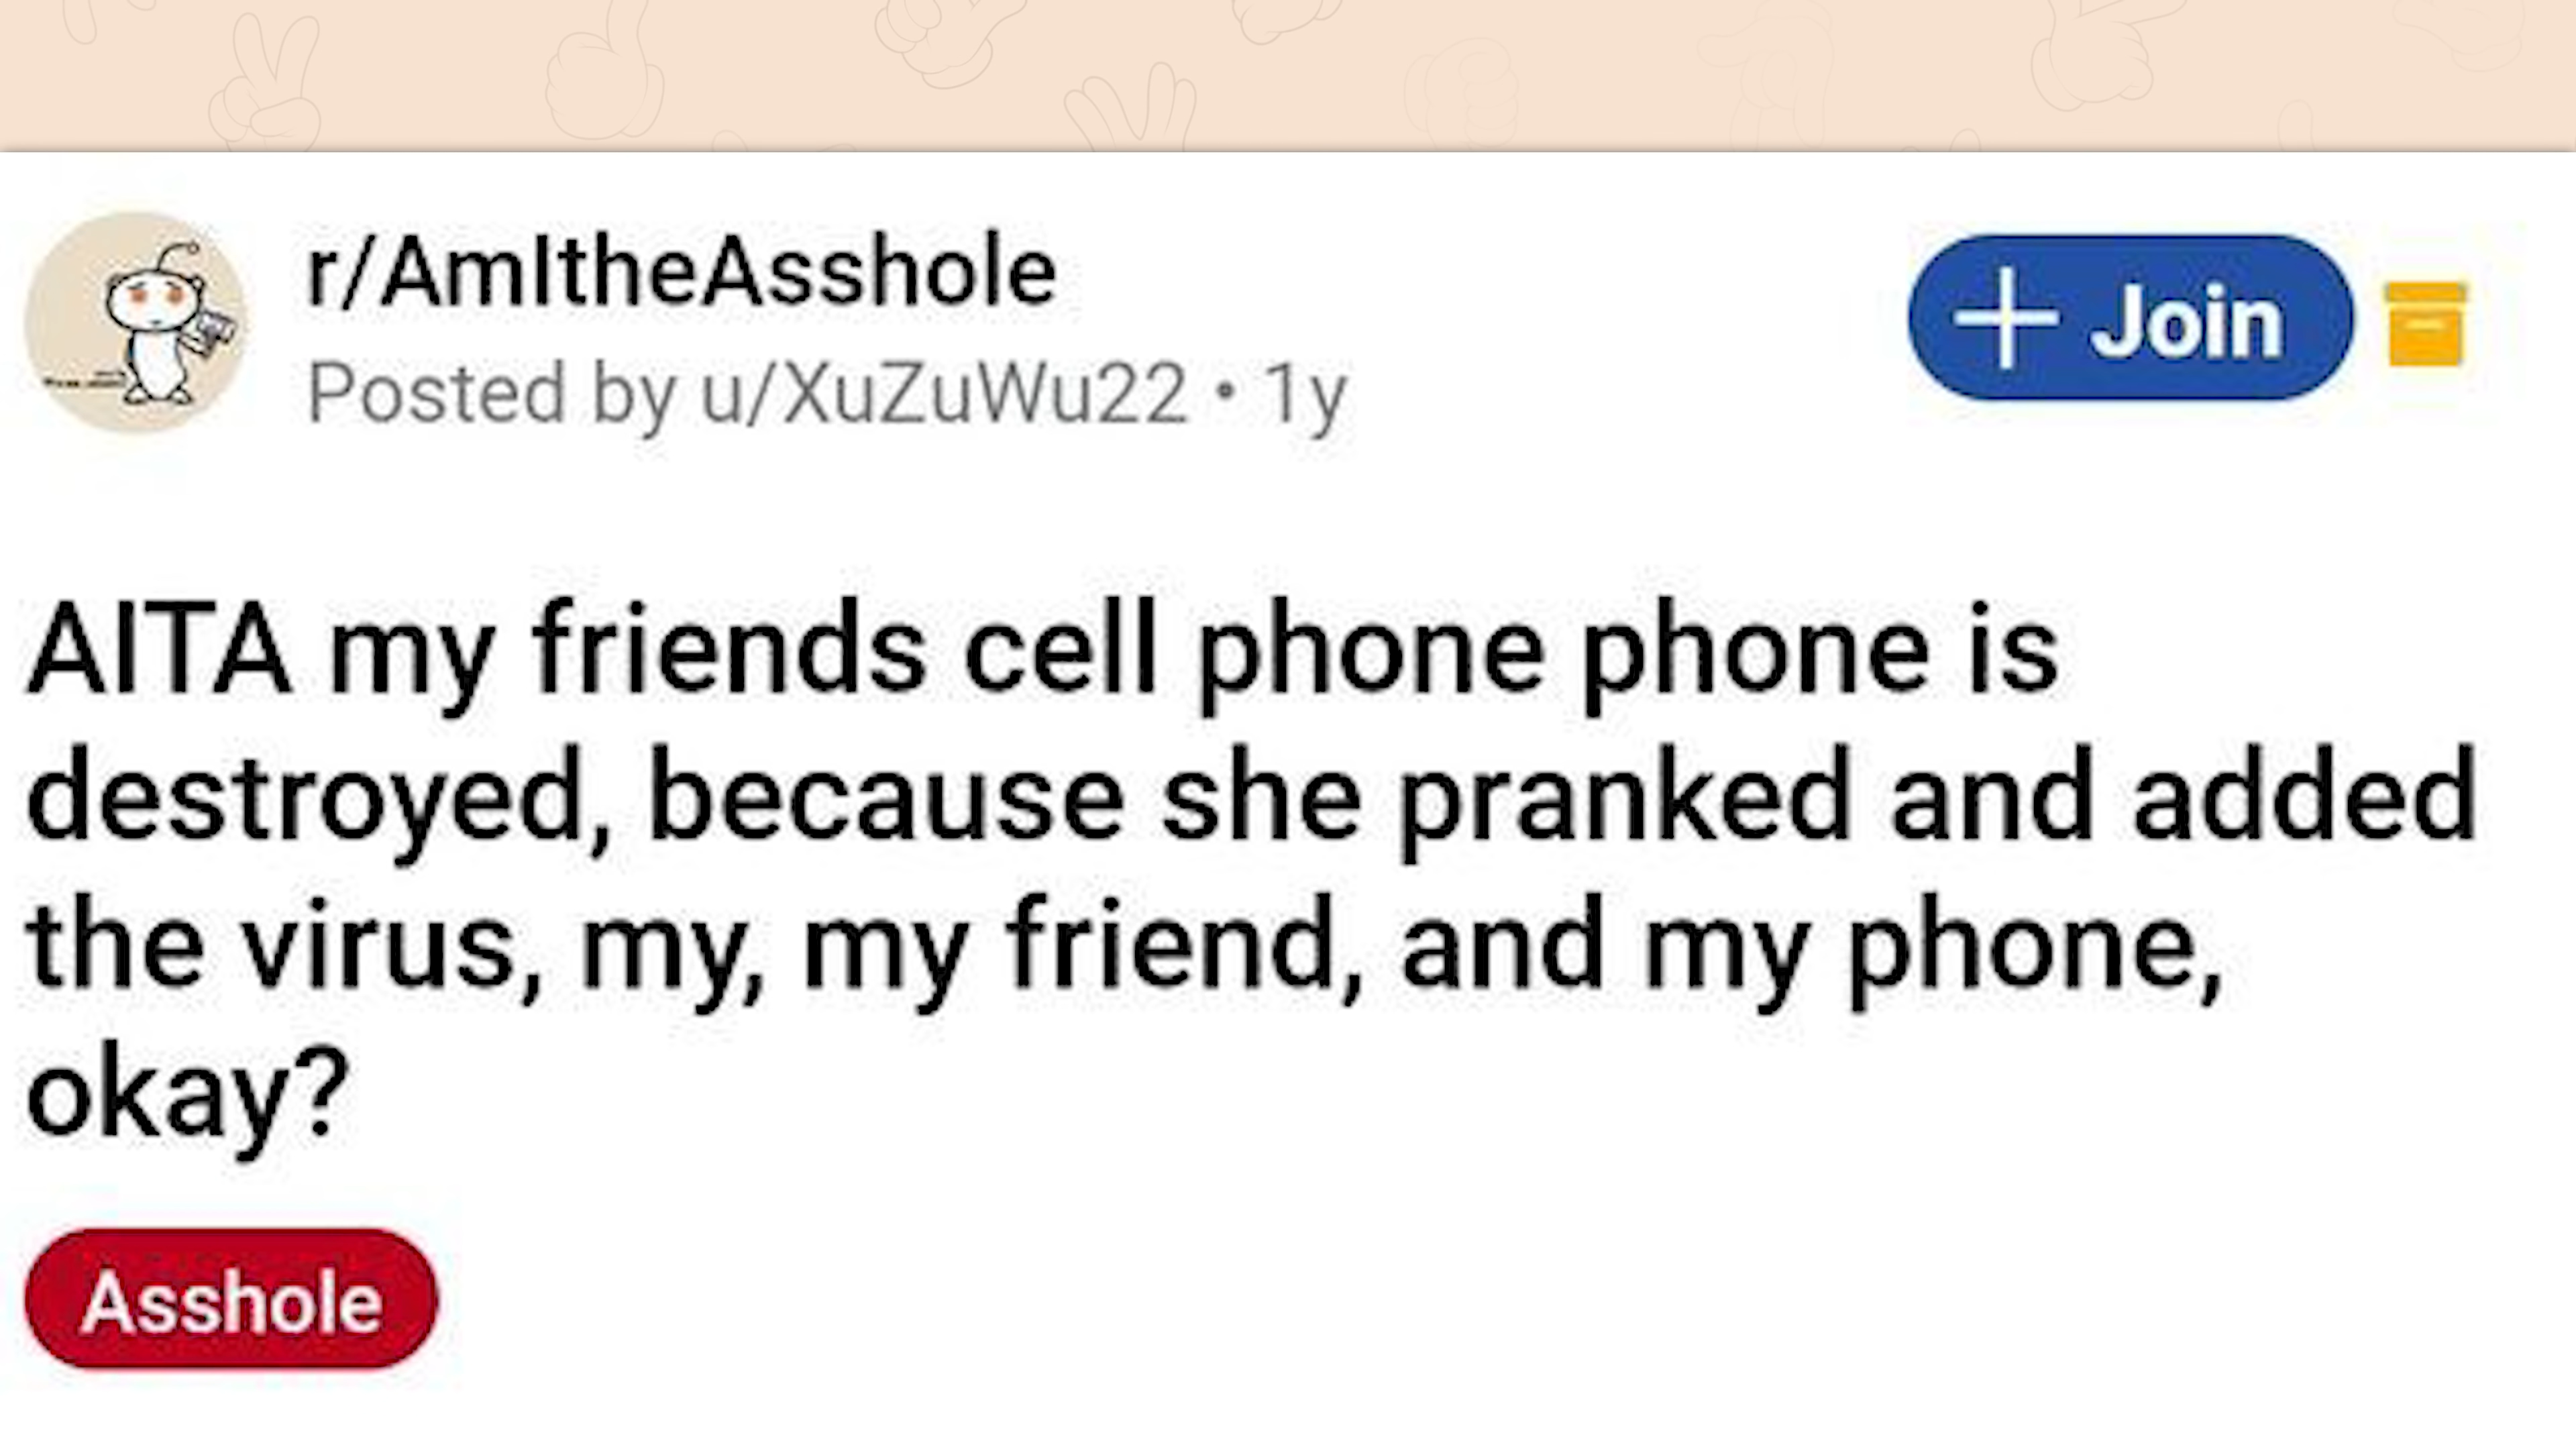 r/AmItheAsshole
+ Join
Posted by u/XuZuWu22 • 1y
AITA my friends cell phone phone is
destroyed, because she pranked and added
the virus, my, my friend, and my phone,
okay?
Asshole